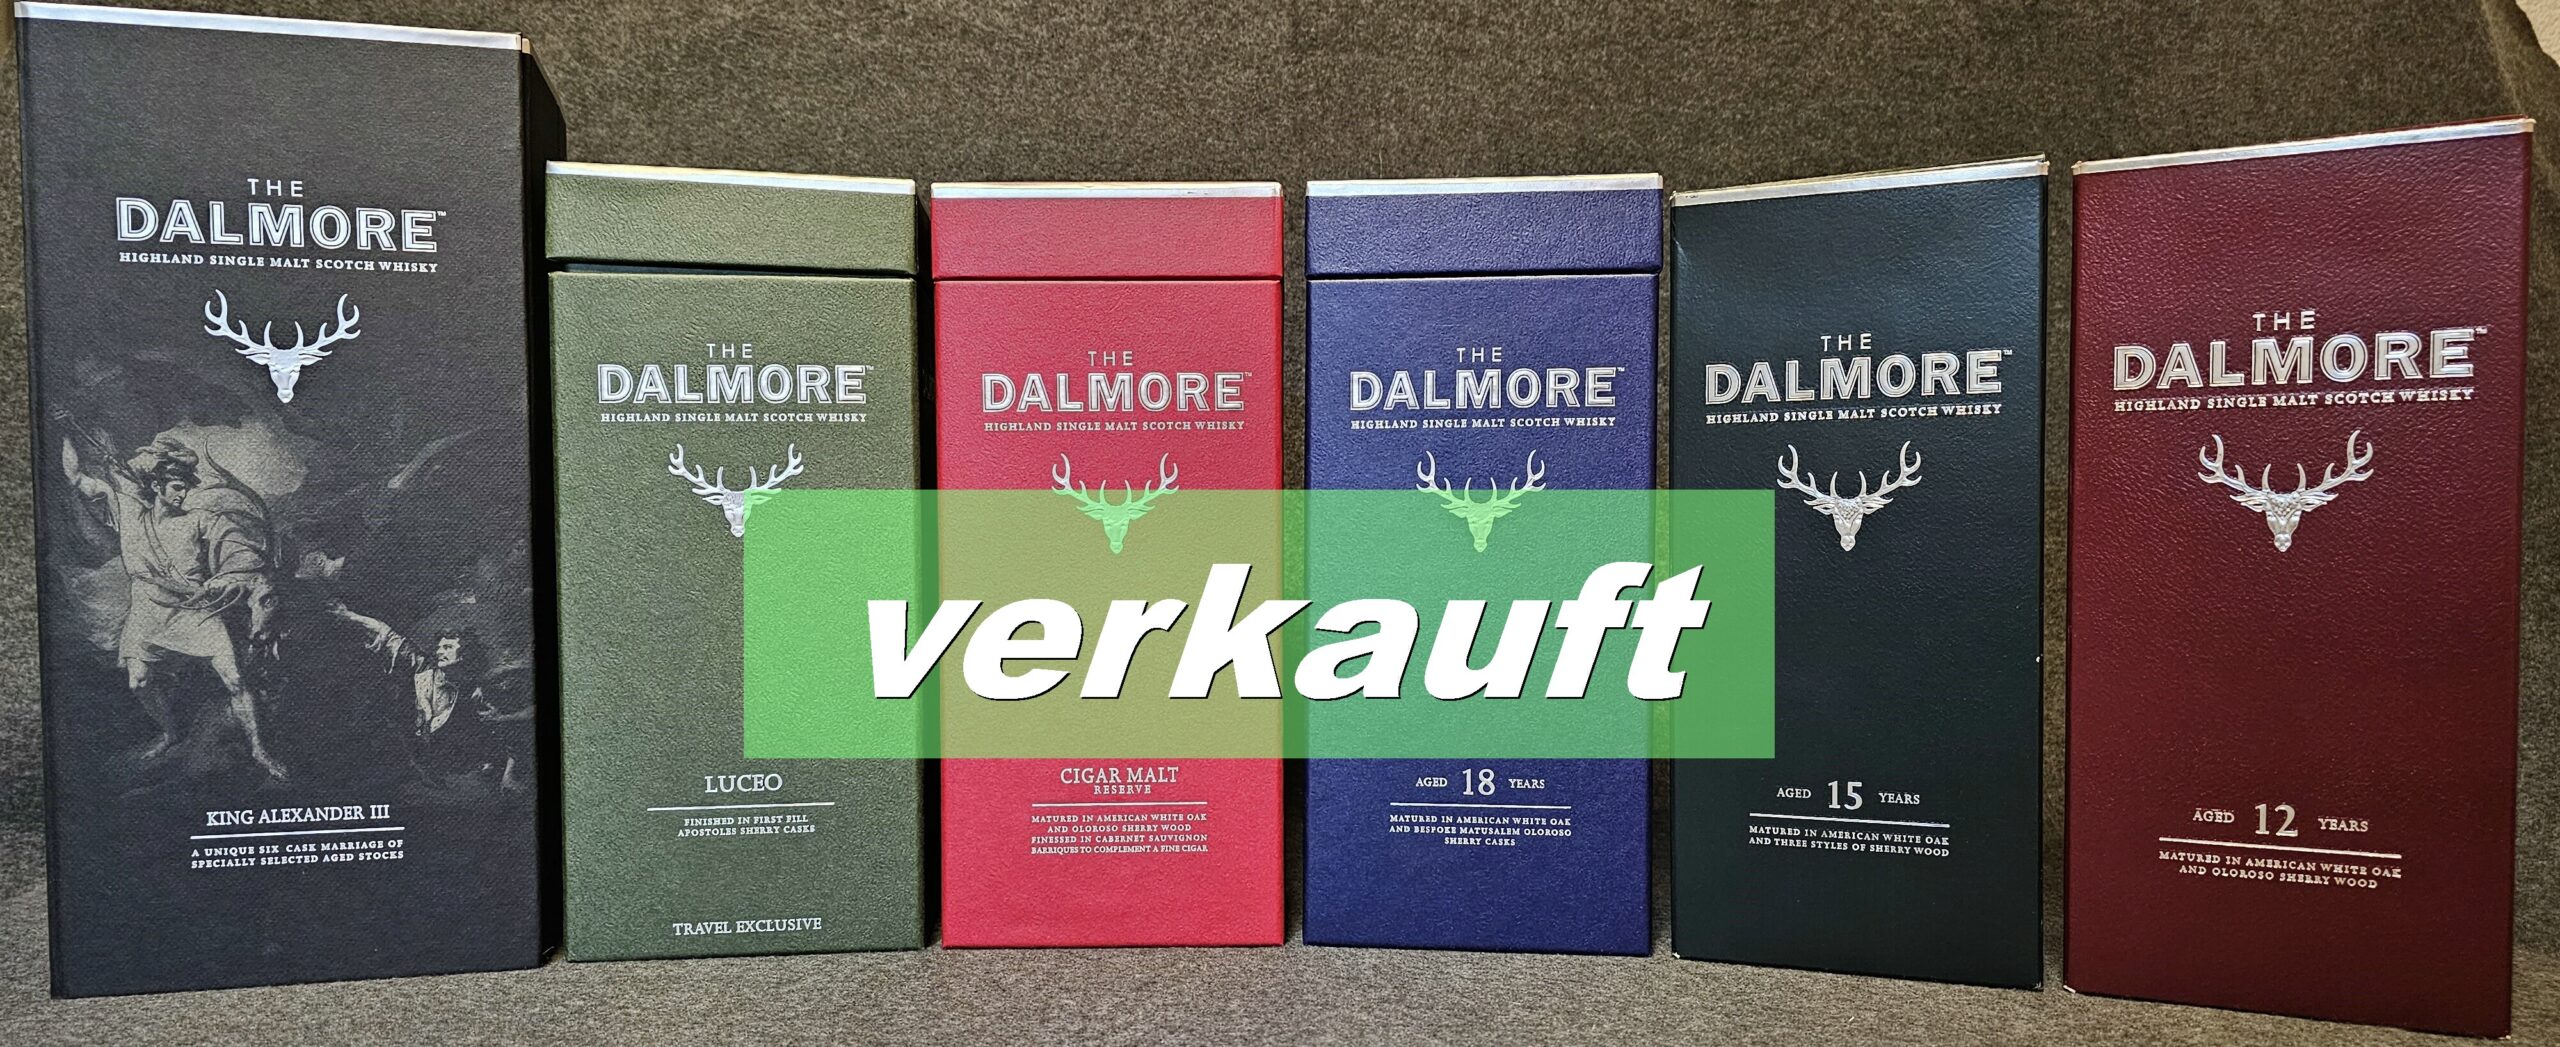 THE
DALMORE™
HIGHLAND SINGLE MALT SCOTCH WHISKY
KING ALEXANDER III
A UNIQUE SIX CASK MARRIAGE OF
SPECIALLY SELECTED AGED STOCKS
THE
DALMORE™
HIGHLAND SINGLE MALT SCOTCH WHISKY
LUCEO
FINISHED IN FIRST FILL
APOSTOLES SHERRY CASKS
TRAVEL EXCLUSIVE
THE
DALMORE™
HIGHLAND SINGLE MALT SCOTCH WHISKY
CIGAR MALT
RESERVE
MATURED IN AMERICAN WHITE OAK
AND OLOROSO SHERRY WOOD
FINESSED IN CABERNET SAUVIGNON
BARRIQUES TO COMPLEMENT A FINE CIGAR
THE
DALMORE™
HIGHLAND SINGLE MALT SCOTCH WHISKY
AGED 18 YEARS
MATURED IN AMERICAN WHITE OAK
AND BESPOKE MATUSALEM OLOROSO
SHERRY CASKS
THE
DALMORE™
HIGHLAND SINGLE MALT SCOTCH WHISKY
AGED 15 YEARS
MATURED IN AMERICAN WHITE OAK
AND THREE STYLES OF SHERRY WOOD
THE
DALMORE™
HIGHLAND SINGLE MALT SCOTCH WHISKY
AGED 12 YEARS
MATURED IN AMERICAN WHITE OAK
AND OLOROSO SHERRY WOOD
verkauft